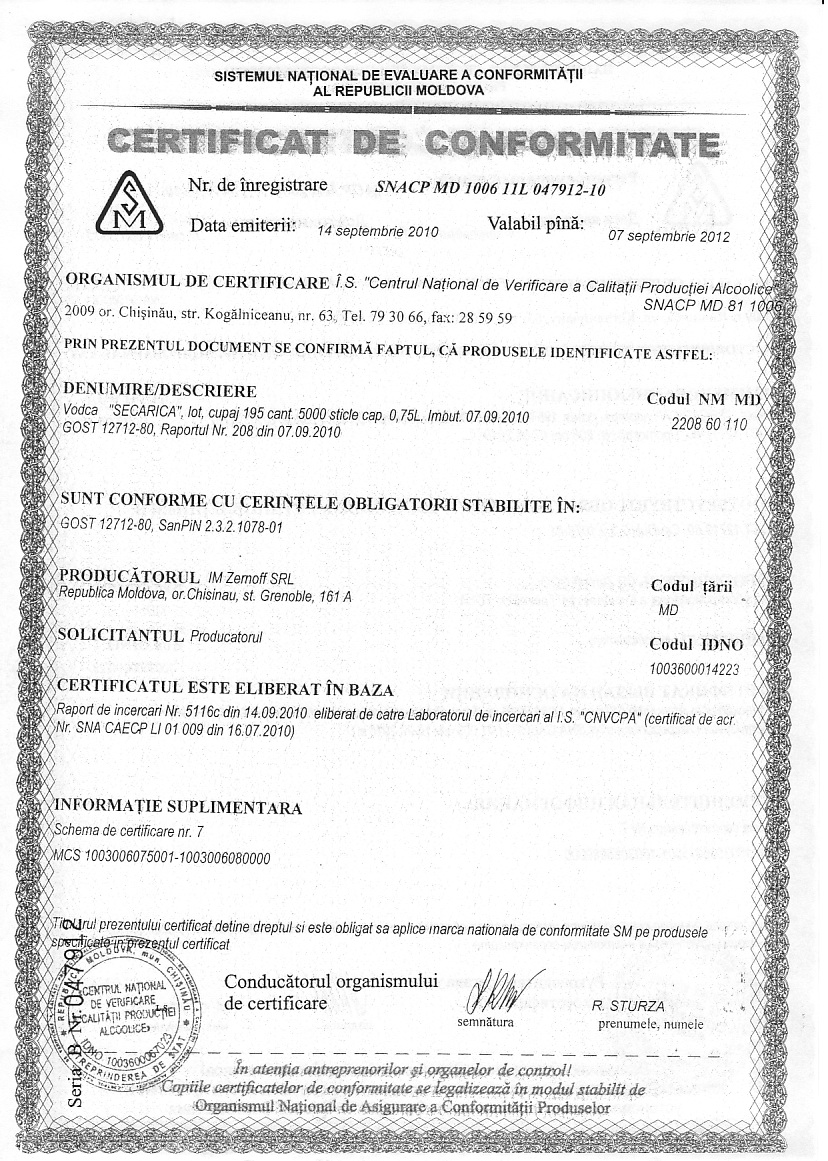 SISTEMUL NAȚIONAL DE EVALUARE A CONFORMITĂȚII
AL REPUBLICII MOLDOVA
CERTIFICAT DE CONFORMITATE
SM
Nr. de înregistrare SNACP MD 1006 11L 047912-10
Data emiterii: 14 septembrie 2010 Valabil pînă: 07 septembrie 2012
ORGANISMUL DE CERTIFICARE Î.S. "Centrul Național de Verificare a Calitații Producției Alcoolice"
SNACP MD 81 1006
2009 or. Chișinău, str. Kogălniceanu, nr. 63, Tel. 79 30 66, fax: 28 59 59
PRIN PREZENTUL DOCUMENT SE CONFIRMĂ FAPTUL, CĂ PRODUSELE IDENTIFICATE ASTFEL:
DENUMIRE/DESCRIERE Codul NM MD
Vodca "SECARICA", lot, cupaj 195 cant. 5000 sticle cap. 0,75L. Imbut. 07.09.2010
GOST 12712-80, Raportul Nr. 208 din 07.09.2010 2208 60 110
SUNT CONFORME CU CERINȚELE OBLIGATORII STABILITE ÎN:
GOST 12712-80, SanPiN 2.3.2.1078-01
PRODUCĂTORUL IM Zernoff SRL Codul țării
Republica Moldova, or.Chisinau, st. Grenoble, 161 A MD
SOLICITANTUL Producatorul Codul IDNO
1003600014223
CERTIFICATUL ESTE ELIBERAT ÎN BAZA
Raport de incercari Nr. 5116c din 14.09.2010 eliberat de catre Laboratorul de incercari al I.S. "CNVCPA" (certificat de acr.
Nr. SNA CAECP LI 01 009 din 16.07.2010)
INFORMAȚIE SUPLIMENTARA
Schema de certificare nr. 7
MCS 1003006075001-1003006080000
Titularul prezentului certificat detine dreptul si este obligat sa aplice marca nationala de conformitate SM pe produsele
specificate in prezentul certificat
Seria B Nr.
REPUBLICA MOLDOVA, mun. CHIȘINĂU
CENTRUL NAȚIONAL
DE VERIFICARE
CALITĂȚII PRODUCȚIEI
ALCOOLICE
ÎNTREPRINDEREA DE STAT
Conducătorul organismului
de certificare
semnătura
R. STURZA
prenumele, numele
În atenția antreprenorilor și organelor de control!
Copiile certificatelor de conformitate se legalizează în modul stabilit de
Organismul Național de Asigurare a Conformității Produselor